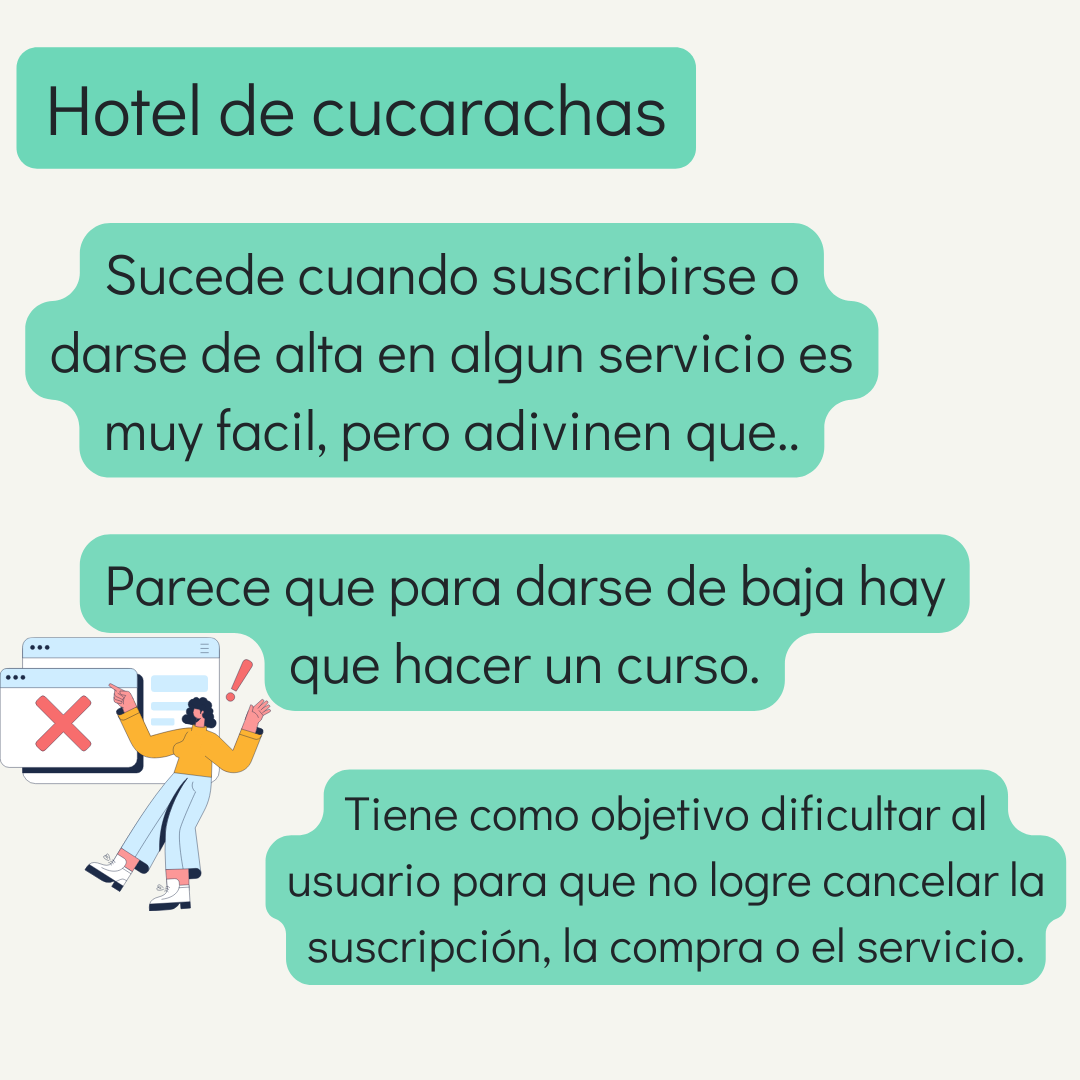 Hotel de cucarachas
Sucede cuando suscribirse o
darse de alta en algun servicio es
muy facil, pero adivinen que..
Parece que para darse de baja hay
que hacer un curso.
Tiene como objetivo dificultar al
usuario para que no logre cancelar la
suscripción, la compra o el servicio.